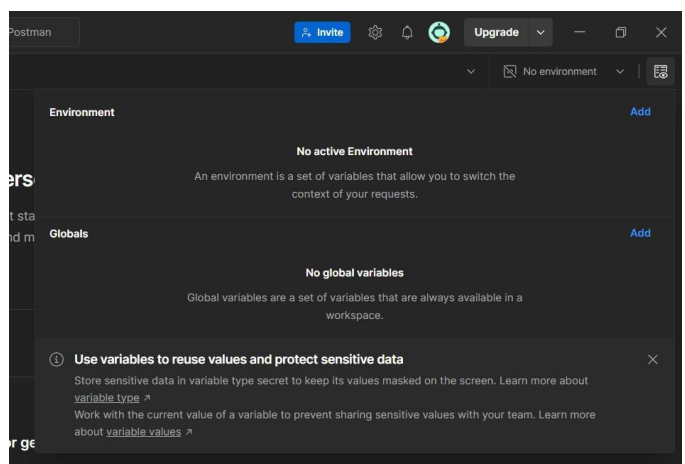 Postman
Invite
Upgrade
No environment
Environment
Add
No active Environment
An environment is a set of variables that allow you to switch the
context of your requests.
Globals
Add
No global variables
Global variables are a set of variables that are always available in a
workspace.
Use variables to reuse values and protect sensitive data
Store sensitive data in variable type secret to keep its values masked on the screen. Learn more about
variable type ↗
Work with the current value of a variable to prevent sharing sensitive values with your team. Learn more
about variable values ↗